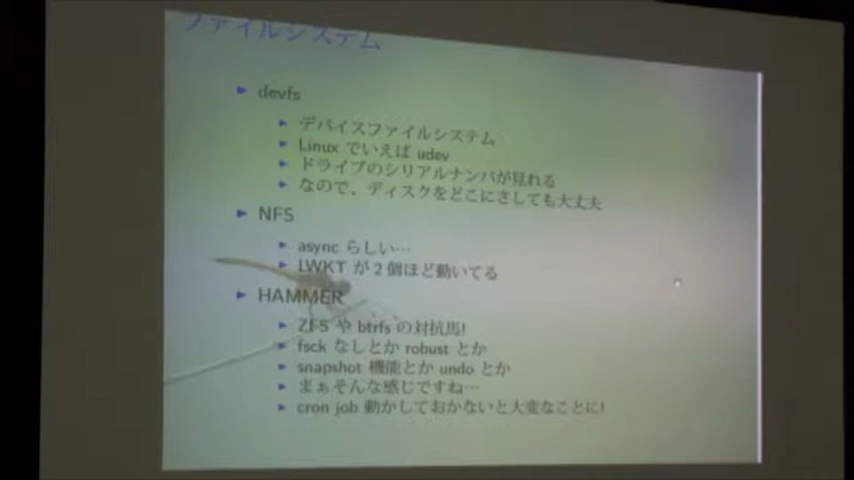 ファイルシステム
devfs
デバイスファイルシステム
Linux でいえば udev
ドライブのシリアルナンバが見れる
なので、ディスクをどこにさしても大丈夫
NFS
async らしい…
LWKT が2個ほど動いてる
HAMMER
ZFS や btrfs の対抗馬!
fsck なしとか robust とか
snapshot 機能とか undo とか
まぁそんな感じですね…
cron job 動かしておかないと大変なことに!